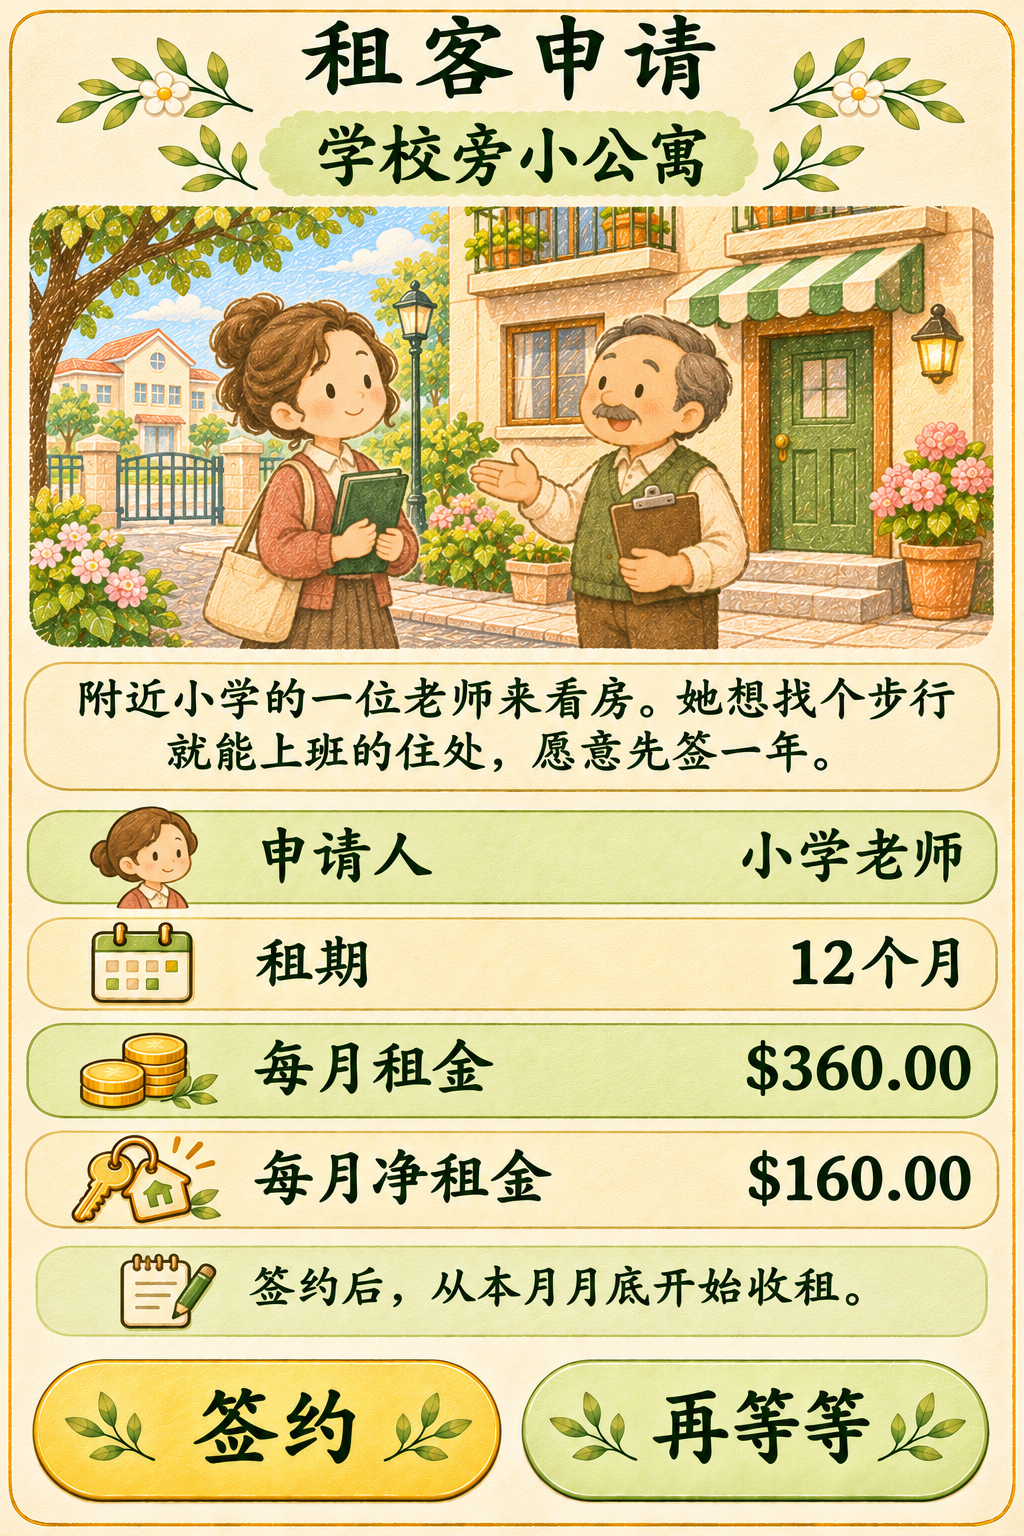 租客申请
学校旁小公寓
附近小学的一位老师来看房。她想找个步行
就能上班的住处，愿意先签一年。
申请人 小学老师
租期 12个月
每月租金 $360.00
每月净租金 $160.00
签约后，从本月月底开始收租。
签约 再等等